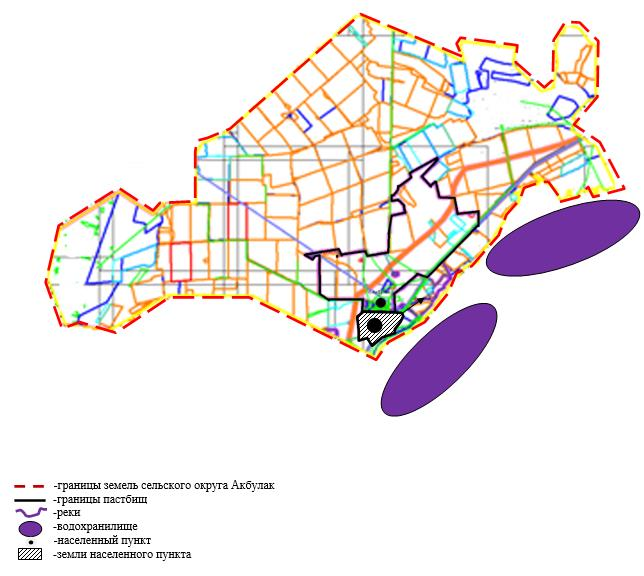 -границы земель сельского округа Акбулак
-границы пастбищ
-реки
-водохранилище
-населенный пункт
-земли населенного пункта